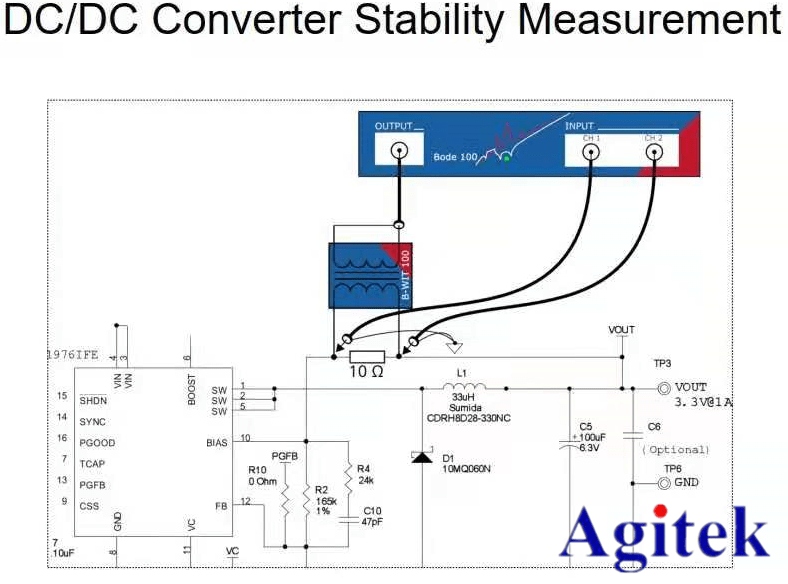 DC/DC Converter Stability Measurement
OUTPUT
INPUT
CH 1
CH 2
Bode 100
B-WIT 100
10 Ω
VOUT
1976IFE
4
3
6
VIN
VIN
BOOST
15
SHDN
14
SYNC
16
PGOOD
7
TCAP
13
PGFB
9
CSS
SW
1
SW
2
SW
5
BIAS
10
FB
12
GND
VC
8
11
7
.10uF
VC
L1
33uH
Sumida
CDRH8D28-330NC
TP3
VOUT
3.3V@1A
PGFB
R10
0 Ohm
R2
165k
1%
R4
24k
C10
47pF
D1
10MQ060N
C5
+
100uF
6.3V
C6
(Optional)
TP6
GND
Agitek